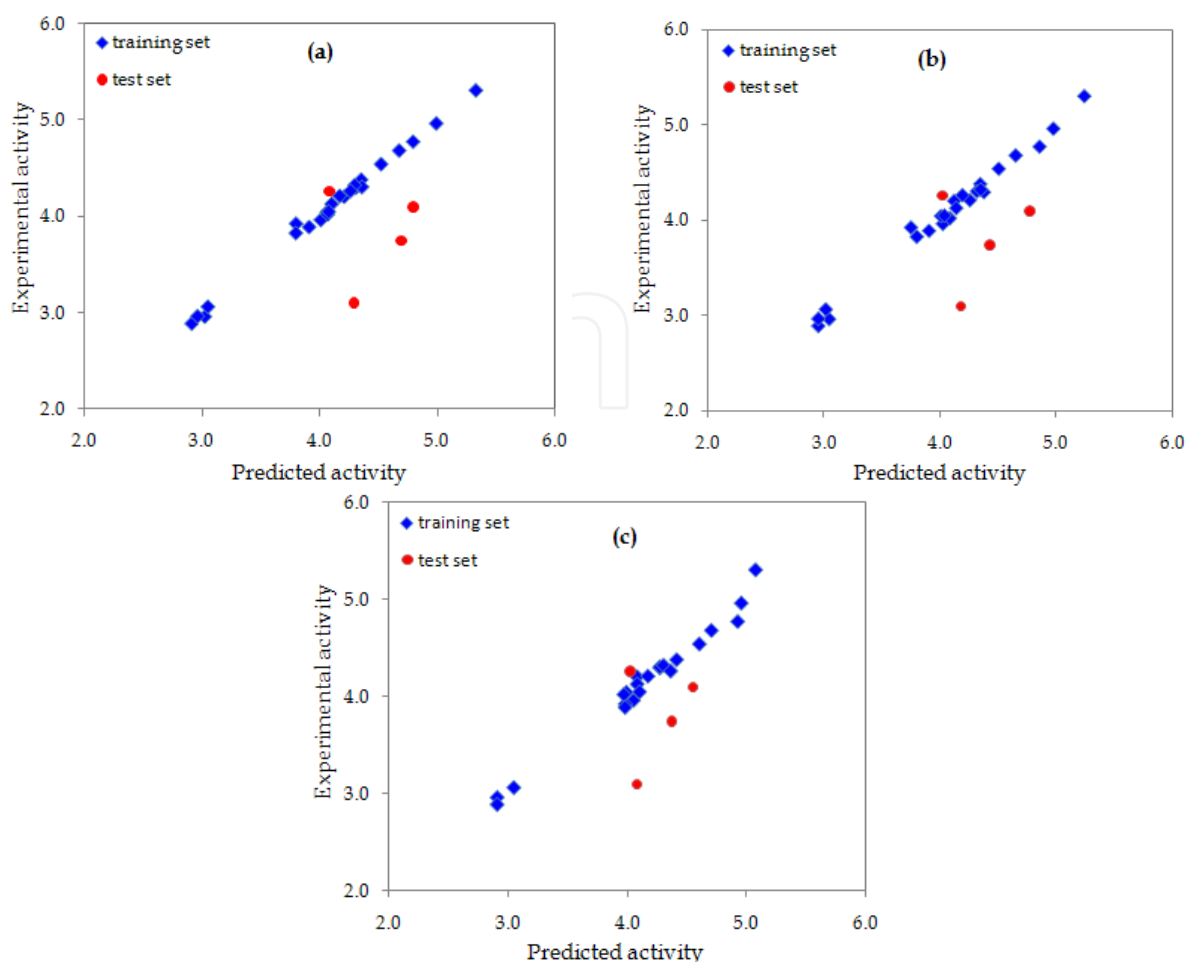 6.0
5.0
4.0
3.0
2.0
2.0 3.0 4.0 5.0 6.0
Experimental activity
Predicted activity
training set
test set
(a)
6.0
5.0
4.0
3.0
2.0
2.0 3.0 4.0 5.0 6.0
Experimental activity
Predicted activity
training set
test set
(b)
6.0
5.0
4.0
3.0
2.0
2.0 3.0 4.0 5.0 6.0
Experimental activity
Predicted activity
training set
test set
(c)